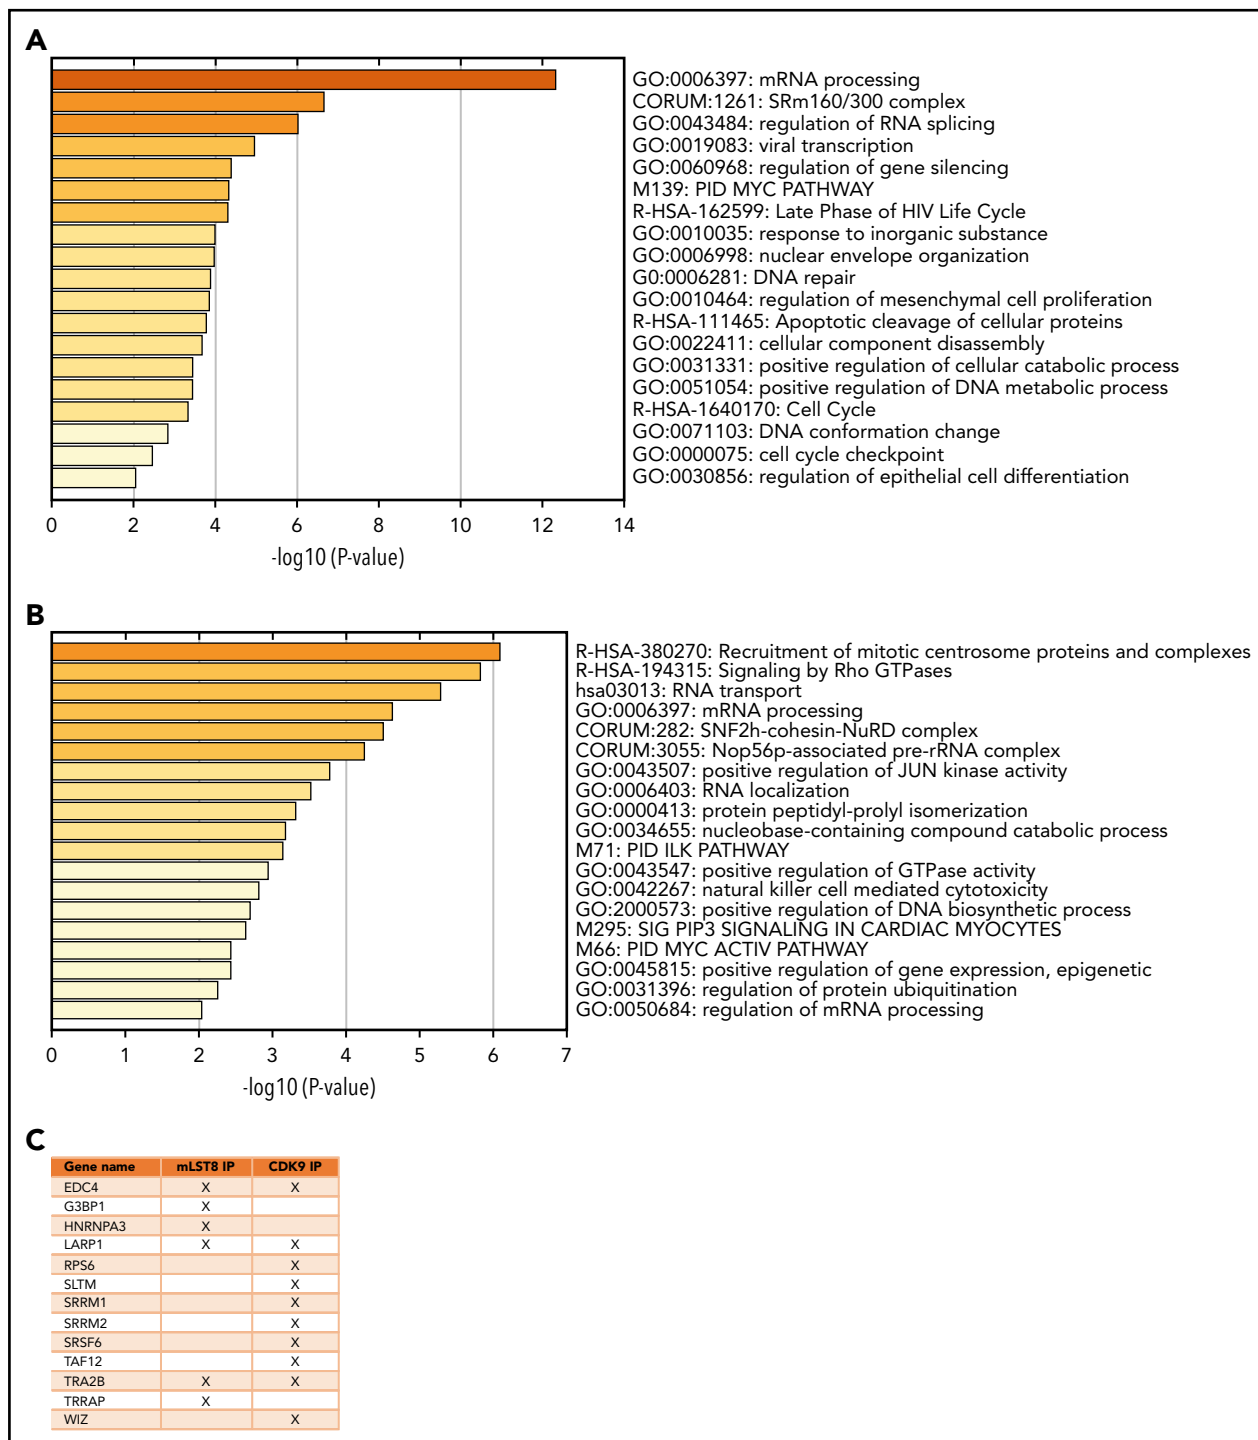 A
GO:0006397: mRNA processing
CORUM:1261: SRm160/300 complex
GO:0043484: regulation of RNA splicing
GO:0019083: viral transcription
GO:0060968: regulation of gene silencing
M139: PID MYC PATHWAY
R-HSA-162599: Late Phase of HIV Life Cycle
GO:0010035: response to inorganic substance
GO:0006998: nuclear envelope organization
G0:0006281: DNA repair
GO:0010464: regulation of mesenchymal cell proliferation
R-HSA-111465: Apoptotic cleavage of cellular proteins
GO:0022411: cellular component disassembly
GO:0031331: positive regulation of cellular catabolic process
GO:0051054: positive regulation of DNA metabolic process
R-HSA-1640170: Cell Cycle
GO:0071103: DNA conformation change
GO:0000075: cell cycle checkpoint
GO:0030856: regulation of epithelial cell differentiation
0 2 4 6 8 10 12 14
-log10 (P-value)
B
R-HSA-380270: Recruitment of mitotic centrosome proteins and complexes
R-HSA-194315: Signaling by Rho GTPases
hsa03013: RNA transport
GO:0006397: mRNA processing
CORUM:282: SNF2h-cohesin-NuRD complex
CORUM:3055: Nop56p-associated pre-rRNA complex
GO:0043507: positive regulation of JUN kinase activity
GO:0006403: RNA localization
GO:0000413: protein peptidyl-prolyl isomerization
GO:0034655: nucleobase-containing compound catabolic process
M71: PID ILK PATHWAY
GO:0043547: positive regulation of GTPase activity
GO:0042267: natural killer cell mediated cytotoxicity
GO:2000573: positive regulation of DNA biosynthetic process
M295: SIG PIP3 SIGNALING IN CARDIAC MYOCYTES
M66: PID MYC ACTIV PATHWAY
GO:0045815: positive regulation of gene expression, epigenetic
GO:0031396: regulation of protein ubiquitination
GO:0050684: regulation of mRNA processing
0 1 2 3 4 5 6 7
-log10 (P-value)
C
Gene name mLST8 IP CDK9 IP
EDC4 X X
G3BP1 X
HNRNPA3 X
LARP1 X X
RPS6 X
SLTM X
SRRM1 X
SRRM2 X
SRSF6 X
TAF12 X
TRA2B X X
TRRAP X
WIZ X